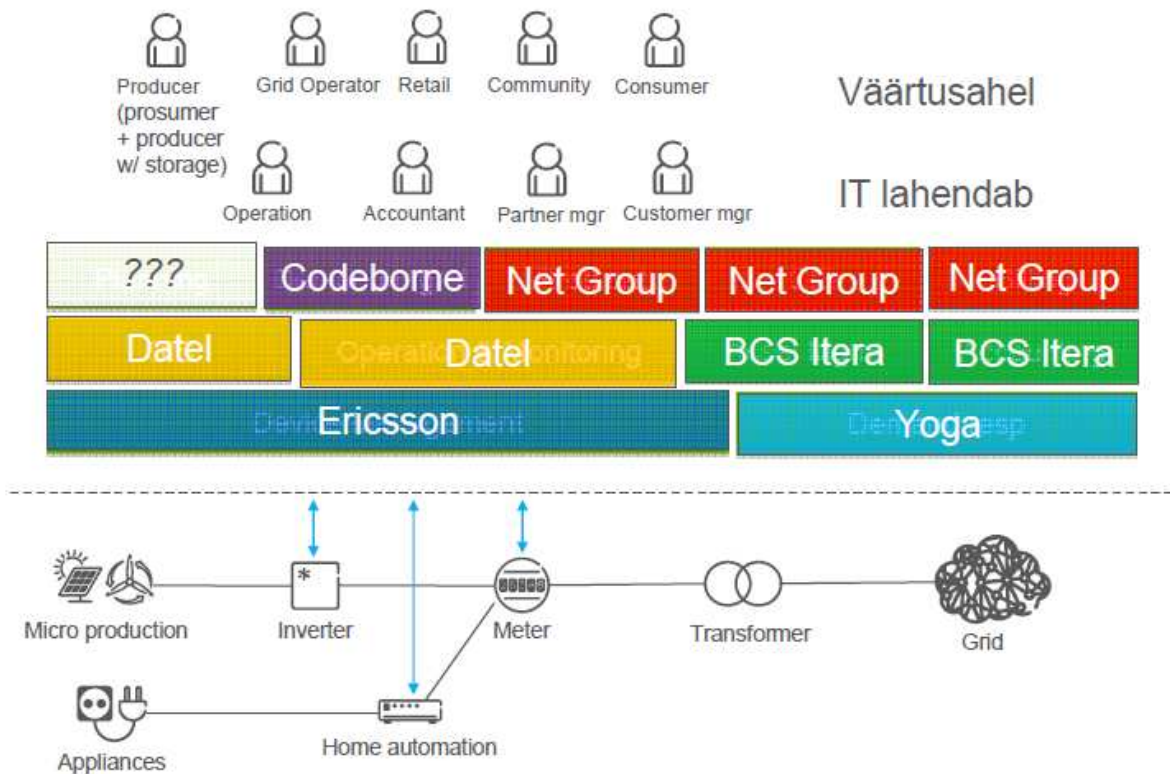 Producer
(prosumer
+ producer
w/ storage)
Grid Operator
Retail
Community
Consumer
Väärtusahel
Operation
Accountant
Partner mgr
Customer mgr
IT lahendab
???
Codeborne
Net Group
Net Group
Net Group
Datel
Datel
BCS Itera
BCS Itera
Ericsson
Yoga
*
Micro production
Inverter
Meter
Transformer
Grid
Appliances
Home automation